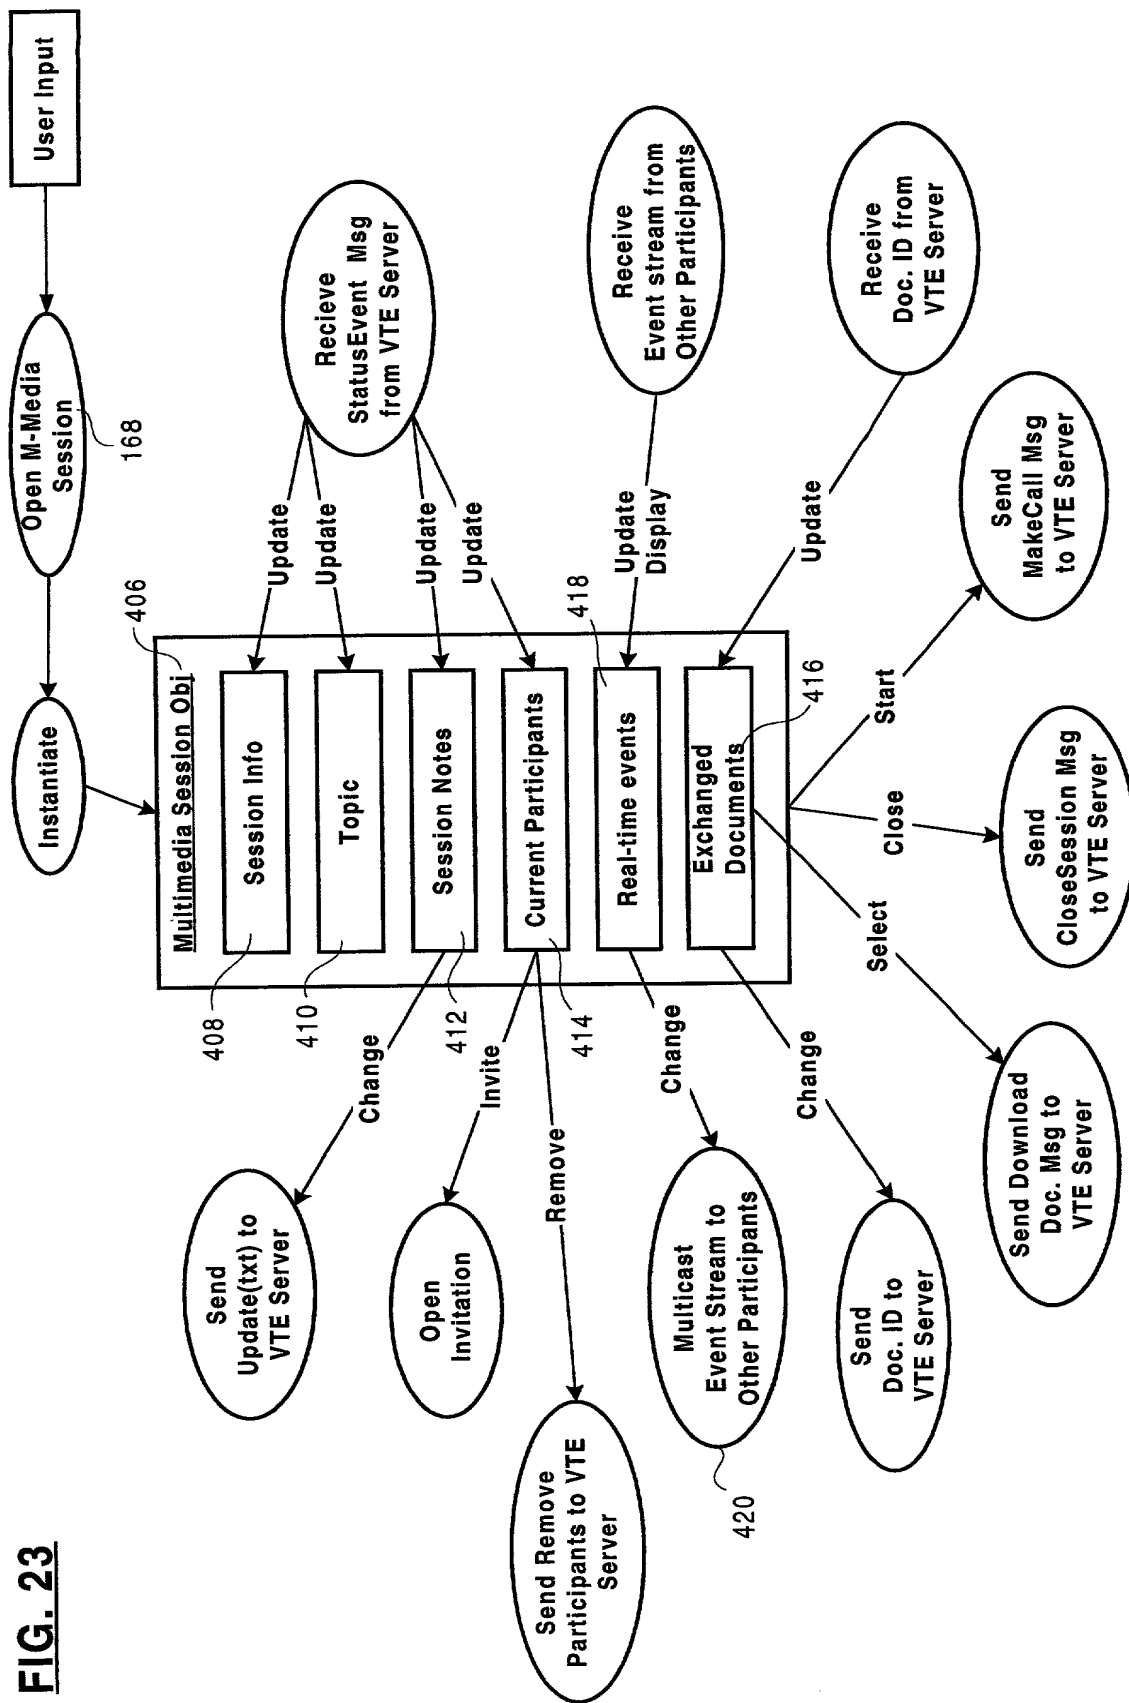 FIG. 23
User Input
Open M-Media
Session
168
Instantiate
Multimedia Session Obj
406
Session Info
408
Topic
410
Session Notes
412
Current Participants
414
Real-time events
418
Exchanged
Documents
416
Update
Update
Update
Update
Recieve
StatusEvent Msg
from VTE Server
Update
Display
Receive
Event stream from
Other Participants
Update
Receive
Doc. ID from
VTE Server
Change
Send
Update(txt) to
VTE Server
Invite
Open
Invitation
Remove
Send Remove
Participants to VTE
Server
Change
Multicast
Event Stream to
Other Participants
420
Change
Send
Doc. ID to
VTE Server
Select
Send Download
Doc. Msg to
VTE Server
Close
Send
CloseSession Msg
to VTE Server
Start
Send
MakeCall Msg
to VTE Server